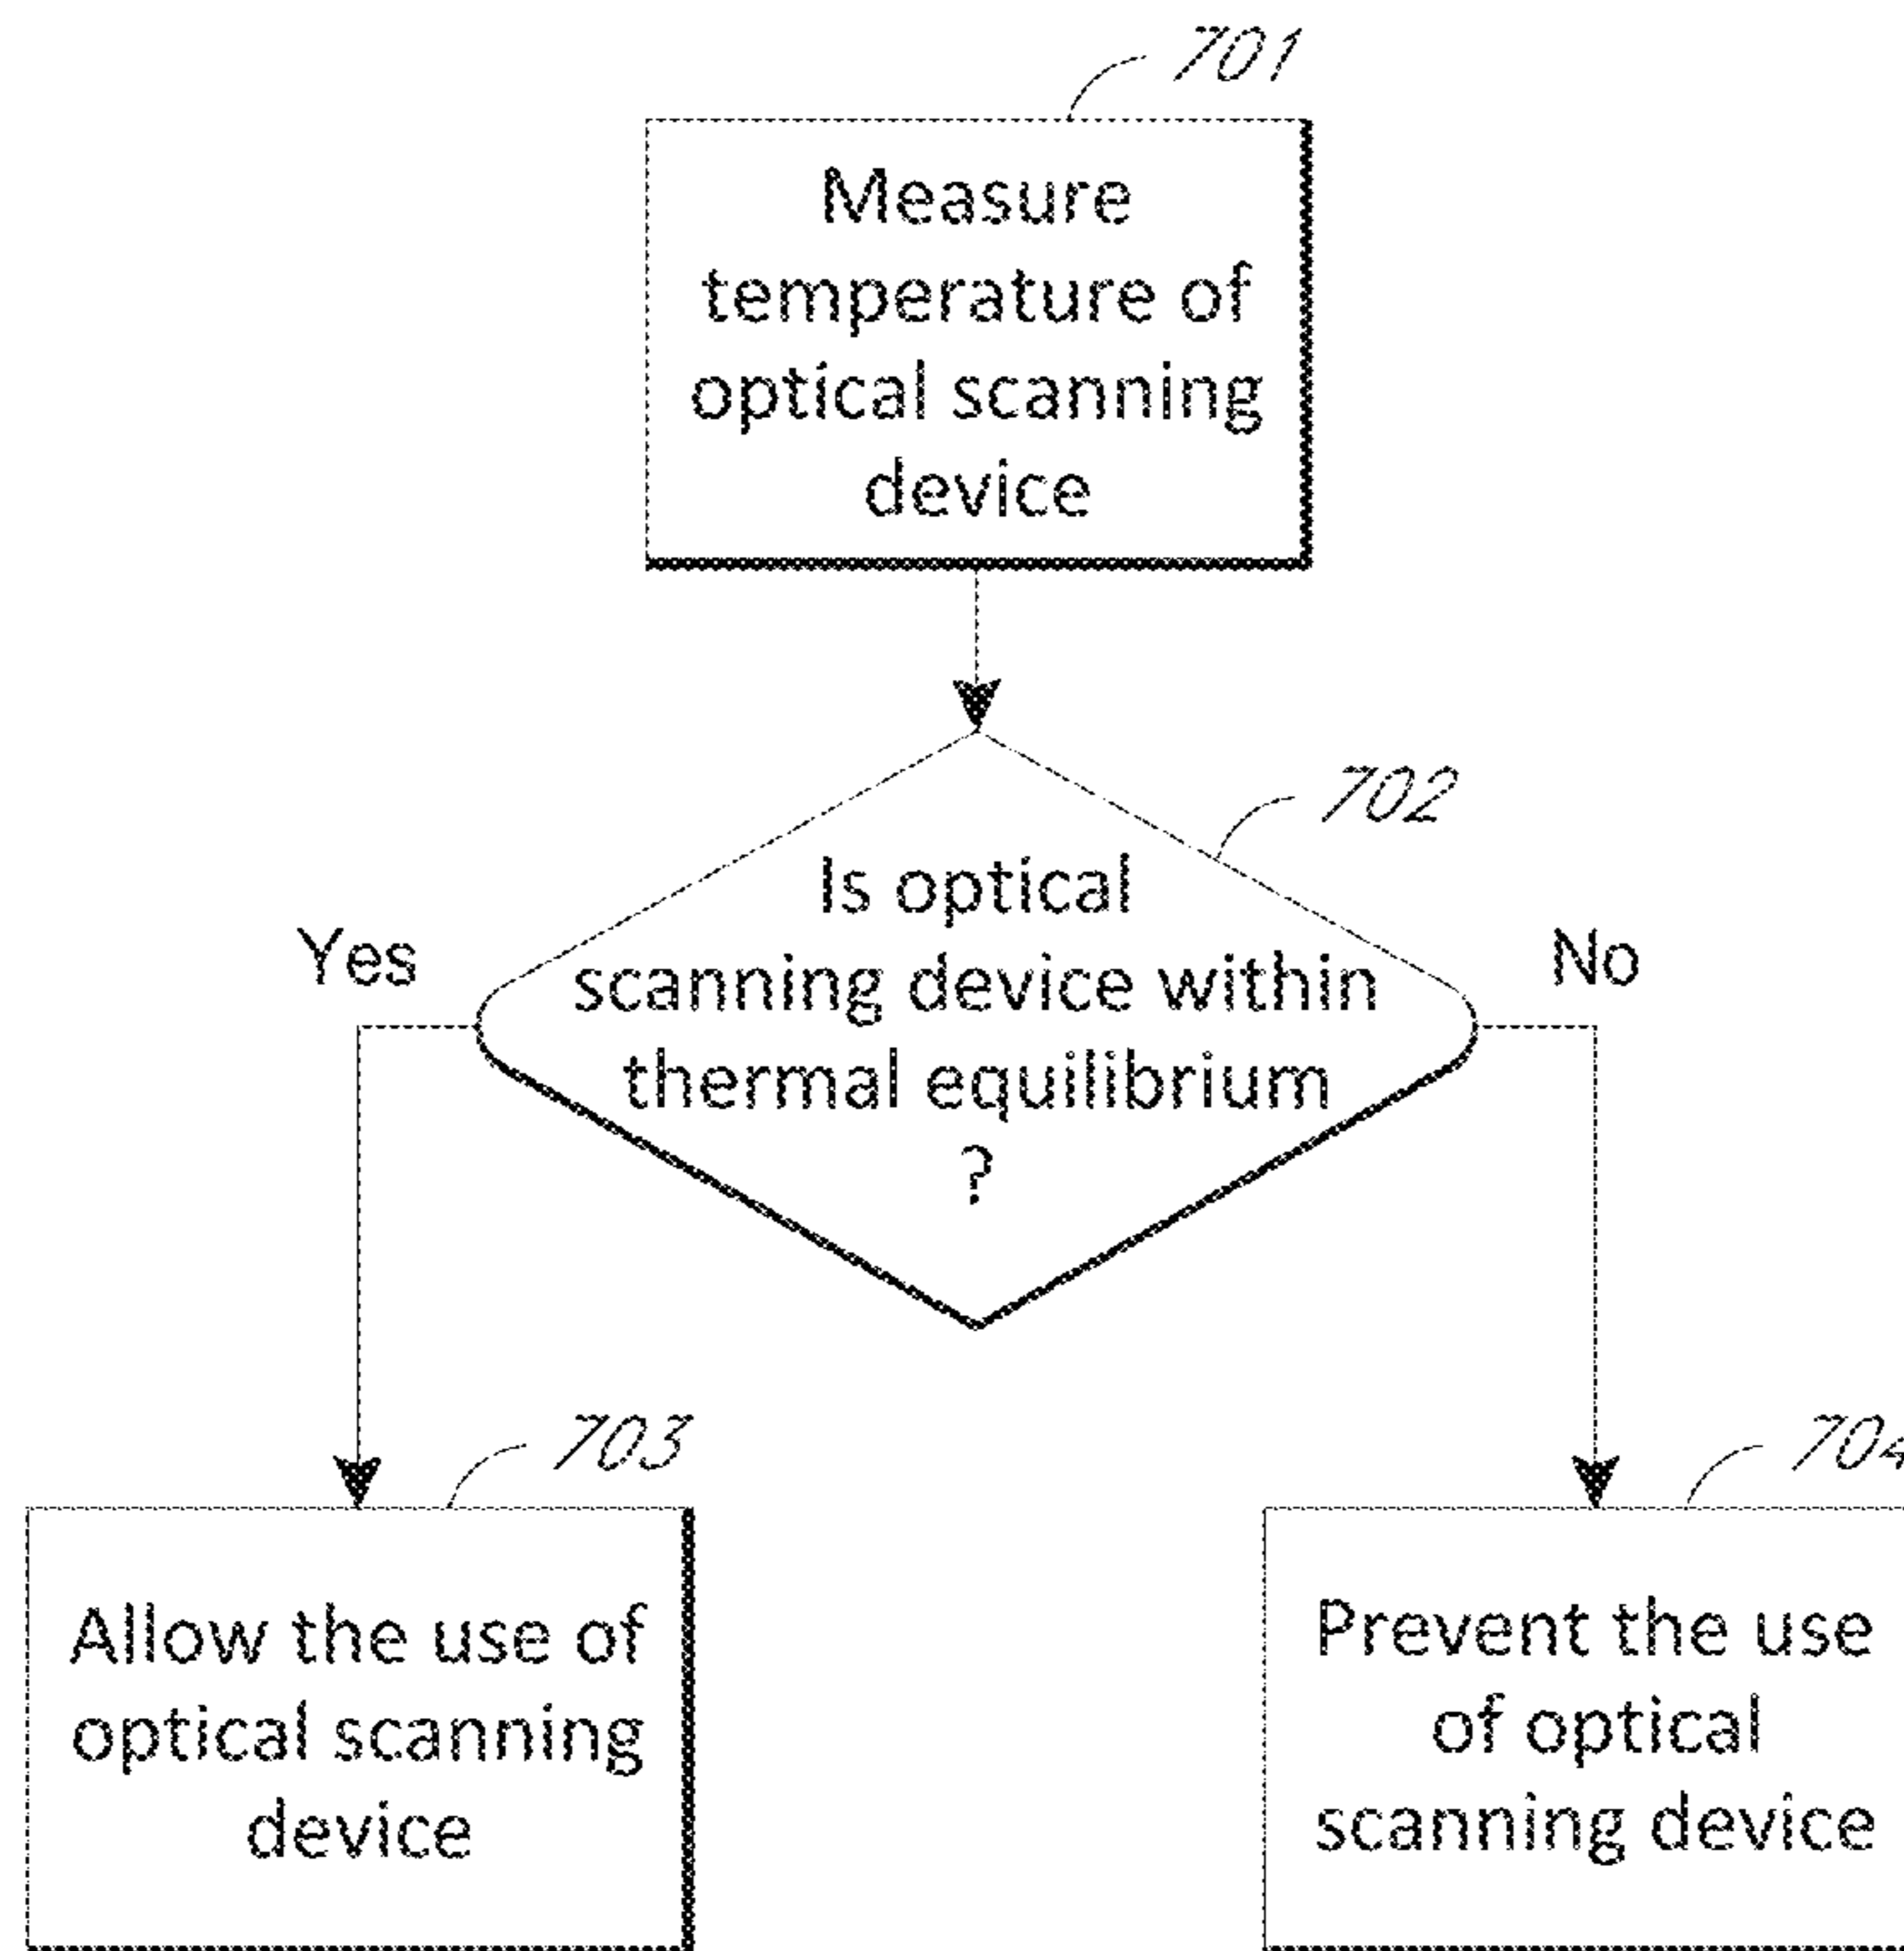 701
Measure
temperature of
optical scanning
device
702
Is optical
scanning device within
thermal equilibrium
?
Yes
No
703
Allow the use of
optical scanning
device
704
Prevent the use
of optical
scanning device